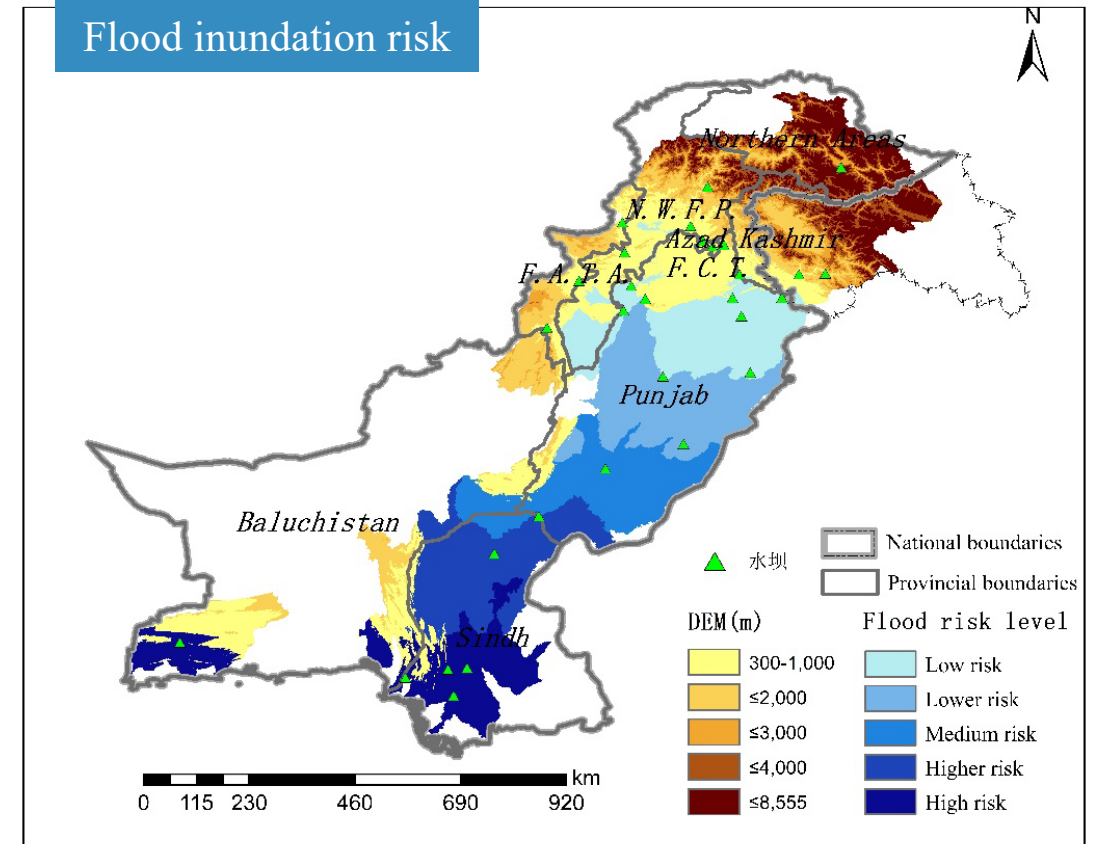 Flood inundation risk
N
Northern Areas
N.W.F.P.
Azad Kashmir
F.A.T.A.
F.C.T.
Punjab
Baluchistan
Sindh
水坝
National boundaries
Provincial boundaries
DEM(m)
300-1,000
≤2,000
≤3,000
≤4,000
≤8,555
Flood risk level
Low risk
Lower risk
Medium risk
Higher risk
High risk
km
0 115 230 460 690 920